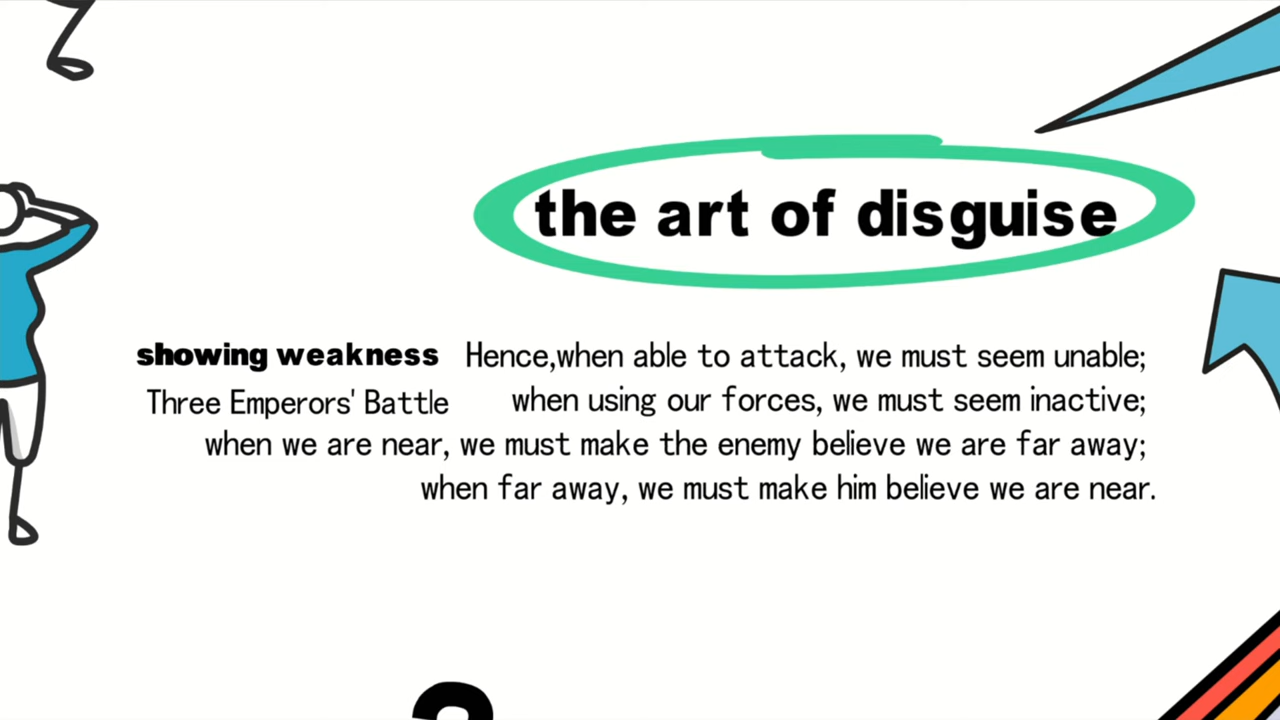 the art of disguise
showing weakness
Three Emperors' Battle
Hence,when able to attack, we must seem unable;
when using our forces, we must seem inactive;
when we are near, we must make the enemy believe we are far away;
when far away, we must make him believe we are near.